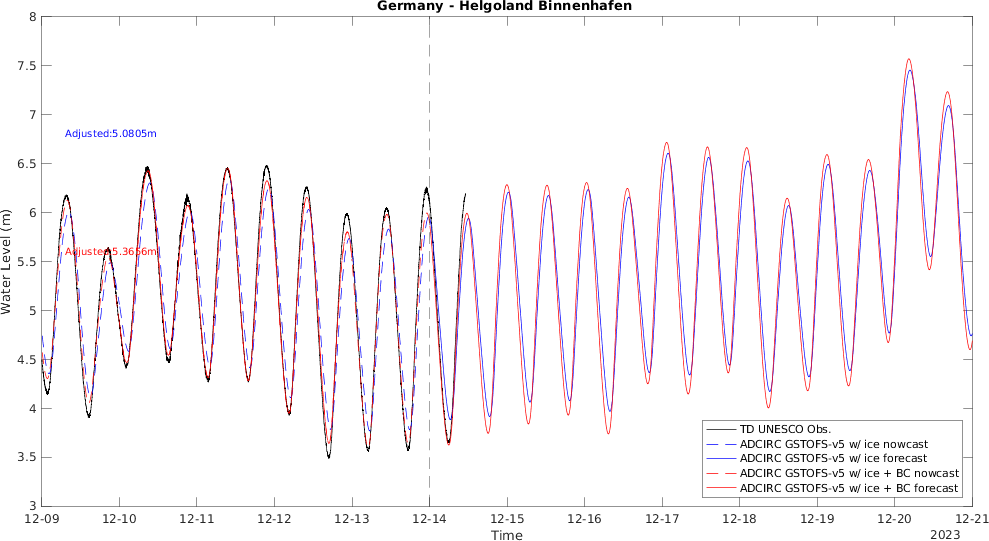 Germany - Helgoland Binnenhafen
8
7.5
7
6.5
6
5.5
5
4.5
4
3.5
3
Water Level (m)
Adjusted:5.0805m
Adjusted:5.3656m
TD UNESCO Obs.
ADCIRC GSTOFS-v5 w/ ice nowcast
ADCIRC GSTOFS-v5 w/ ice forecast
ADCIRC GSTOFS-v5 w/ ice + BC nowcast
ADCIRC GSTOFS-v5 w/ ice + BC forecast
12-09 12-10 12-11 12-12 12-13 12-14 12-15 12-16 12-17 12-18 12-19 12-20 12-21
Time
2023